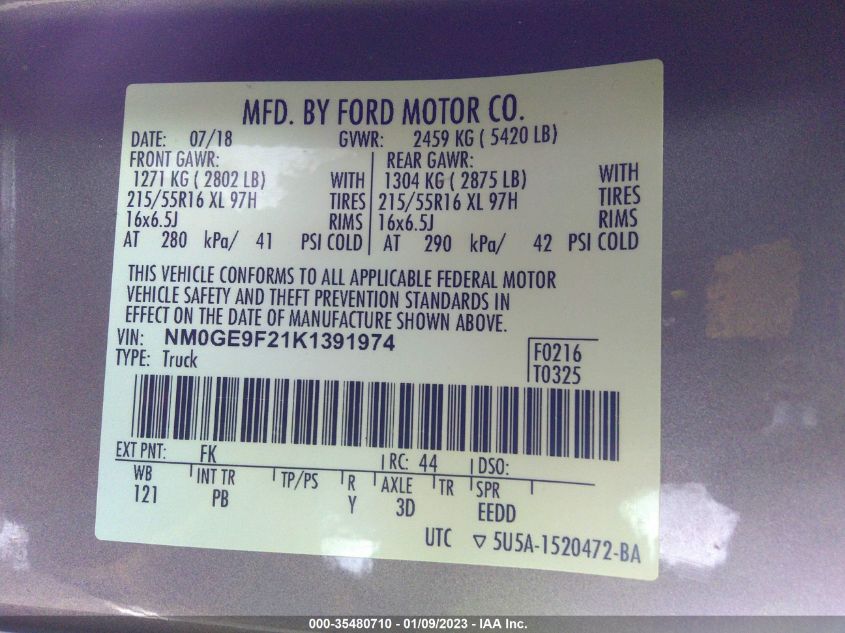 MFD. BY FORD MOTOR CO.
DATE: 07/18 GVWR: 2459 KG ( 5420 LB)
FRONT GAWR: REAR GAWR:
1271 KG ( 2802 LB) WITH 1304 KG ( 2875 LB) WITH
215/55R16 XL 97H TIRES 215/55R16 XL 97H TIRES
16x6.5J RIMS 16x6.5J RIMS
AT 280 kPa/ 41 PSI COLD AT 290 kPa/ 42 PSI COLD
THIS VEHICLE CONFORMS TO ALL APPLICABLE FEDERAL MOTOR
VEHICLE SAFETY AND THEFT PREVENTION STANDARDS IN
EFFECT ON THE DATE OF MANUFACTURE SHOWN ABOVE.
VIN: NM0GE9F21K1391974
TYPE: Truck
F0216
T0325
EXT PNT: FK RC: 44 DSO:
WB INT TR TP/PS R AXLE TR SPR
121 PB Y 3D EEDD
UTC ▽ 5U5A-1520472-BA
000-35480710 - 01/09/2023 - IAA Inc.